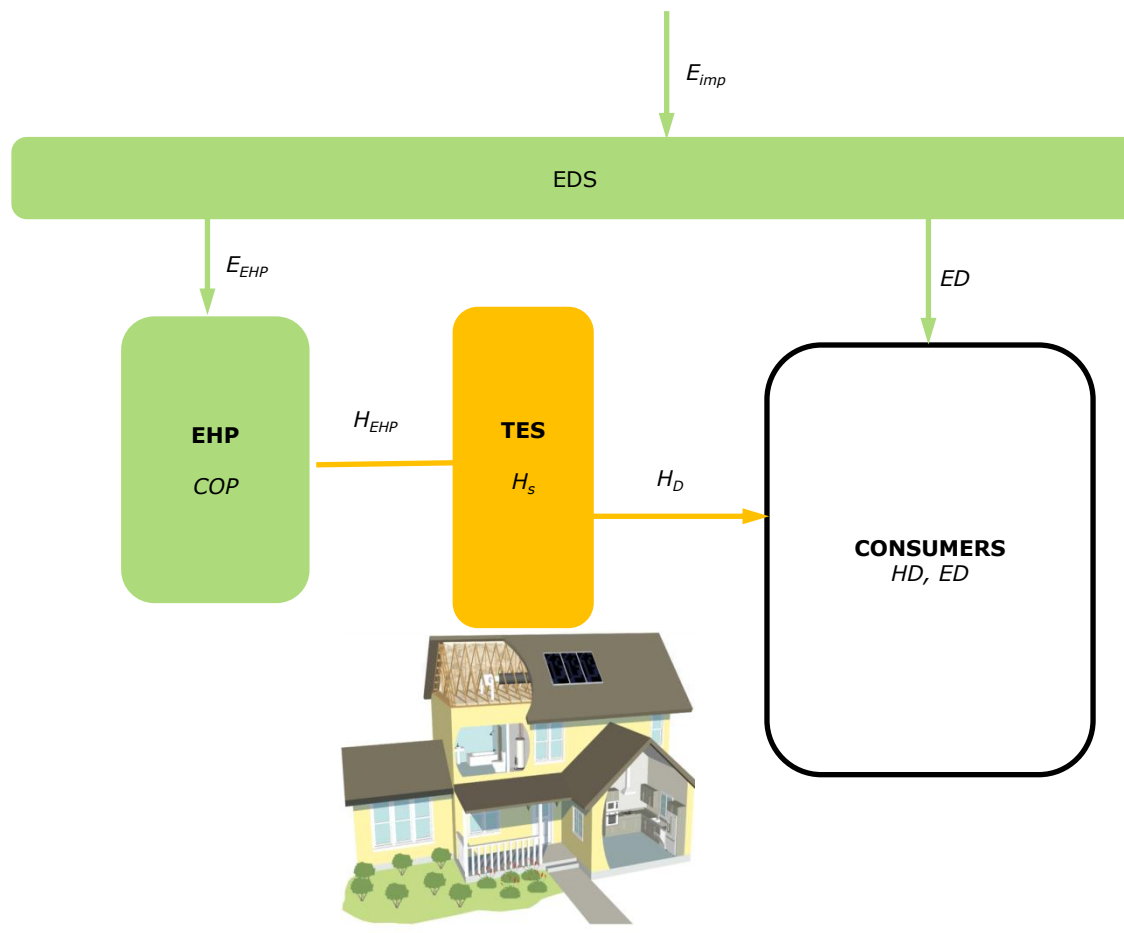 E_imp
EDS
E_EHP
ED
H_EHP
EHP
COP
TES
H_s
H_D
CONSUMERS
HD, ED